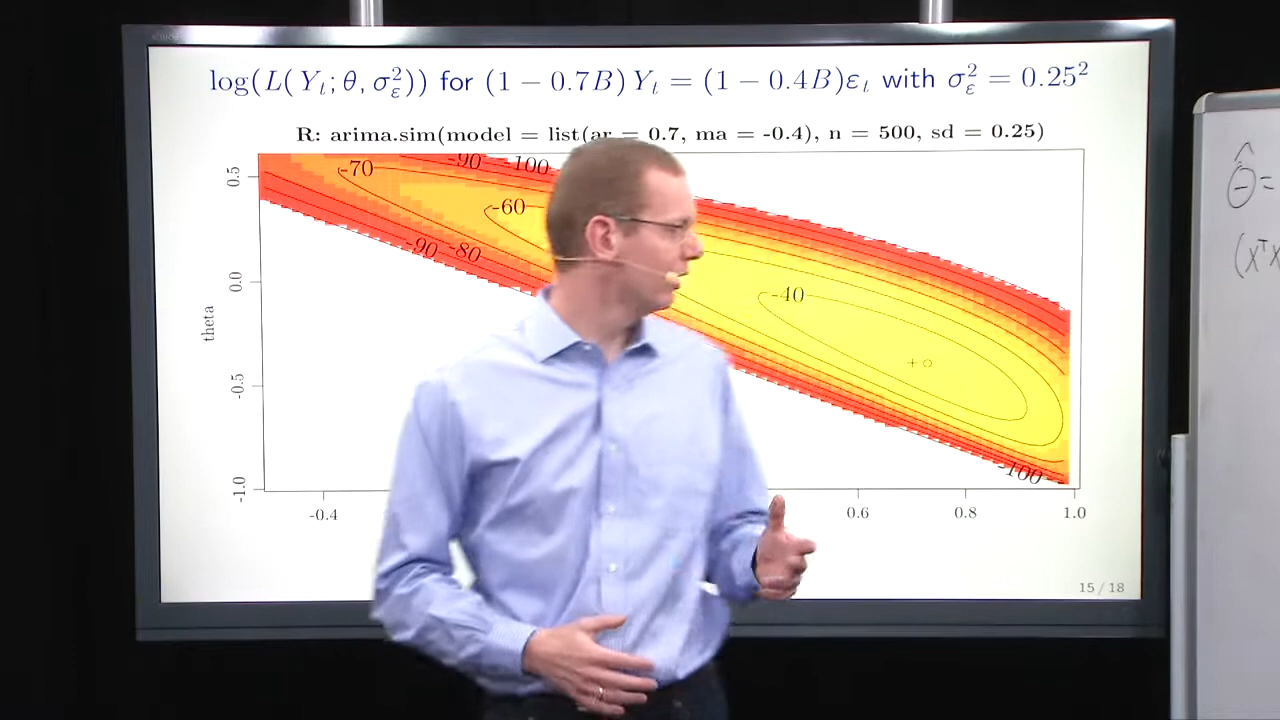 log(L(Y_t; θ, σ_ε^2)) for (1 − 0.7B) Y_t = (1 − 0.4B)ε_t with σ_ε^2 = 0.25^2
R: arima.sim(model = list(ar = 0.7, ma = -0.4), n = 500, sd = 0.25)
-70 -90 -100
0.5
-60
-90 -80
0.0
-40
theta
+ o
-0.5
-100
-1.0
-0.4 0.6 0.8 1.0
15 / 18
Θ̂ =
(X^T X